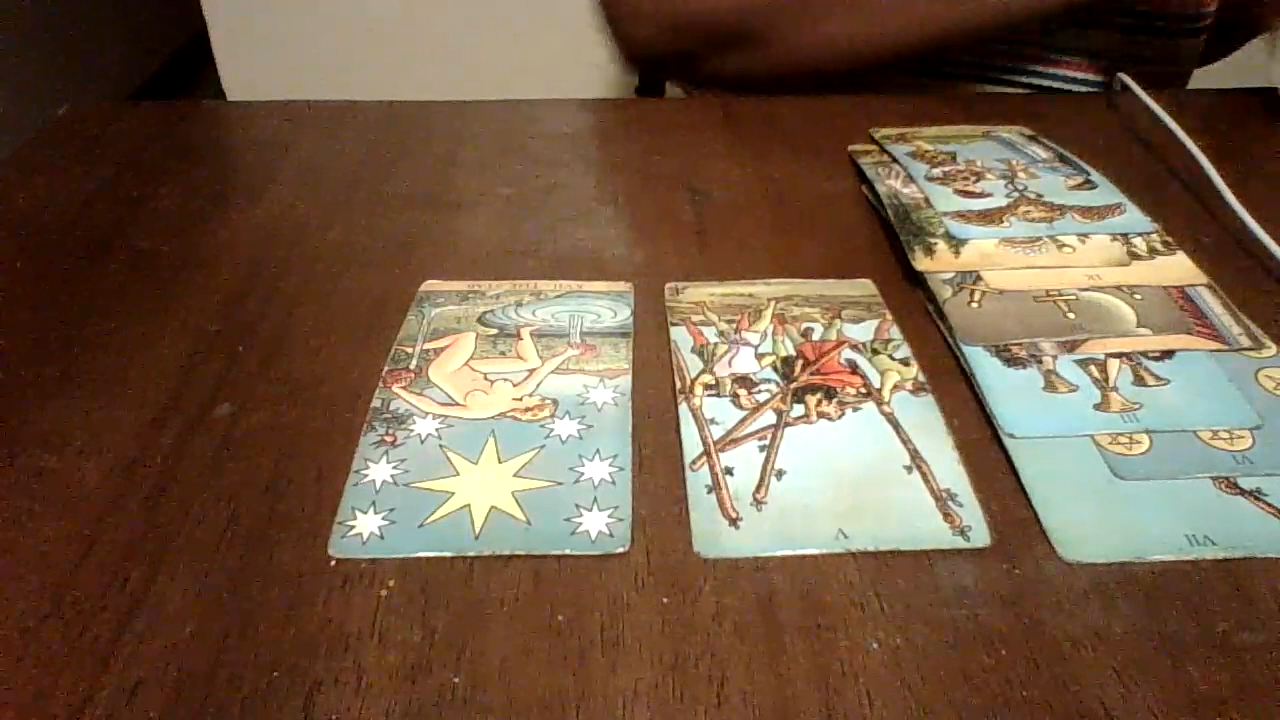 XVII THE STAR
V
IX
III
VI
VII